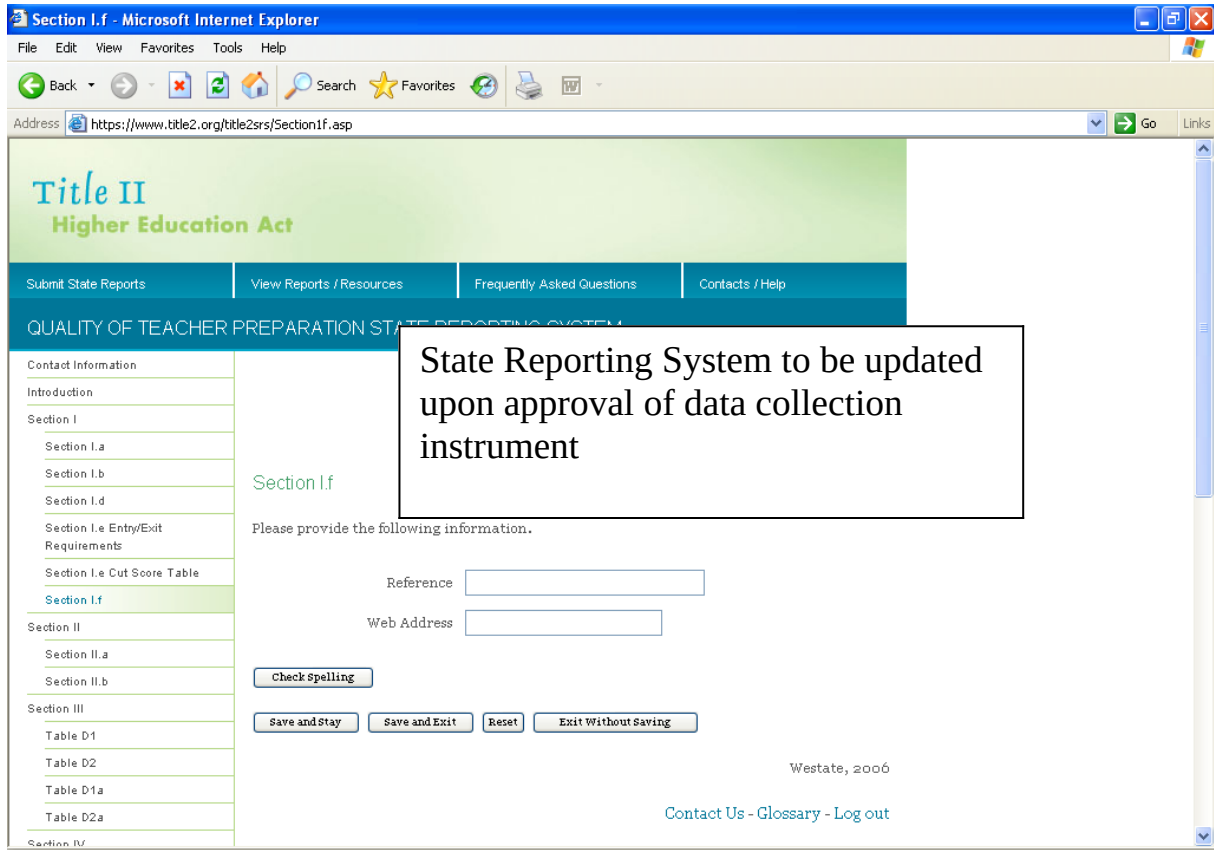 Section I.f - Microsoft Internet Explorer
File Edit View Favorites Tools Help
Back Search Favorites
Address https://www.title2.org/title2srs/Section1f.asp Go Links
Title II
Higher Education Act
Submit State Reports View Reports / Resources Frequently Asked Questions Contacts / Help
QUALITY OF TEACHER PREPARATION STATE REPORTING SYSTEM
State Reporting System to be updated
upon approval of data collection
instrument
Contact Information
Introduction
Section I
Section I.a
Section I.b
Section I.d
Section I.e Entry/Exit
Requirements
Section I.e Cut Score Table
Section I.f
Section II
Section II.a
Section II.b
Section III
Table D1
Table D2
Table D1a
Table D2a
Section IV
Section I.f
Please provide the following information.
Reference
Web Address
Check Spelling
Save and Stay Save and Exit Reset Exit Without Saving
Westate, 2006
Contact Us - Glossary - Log out